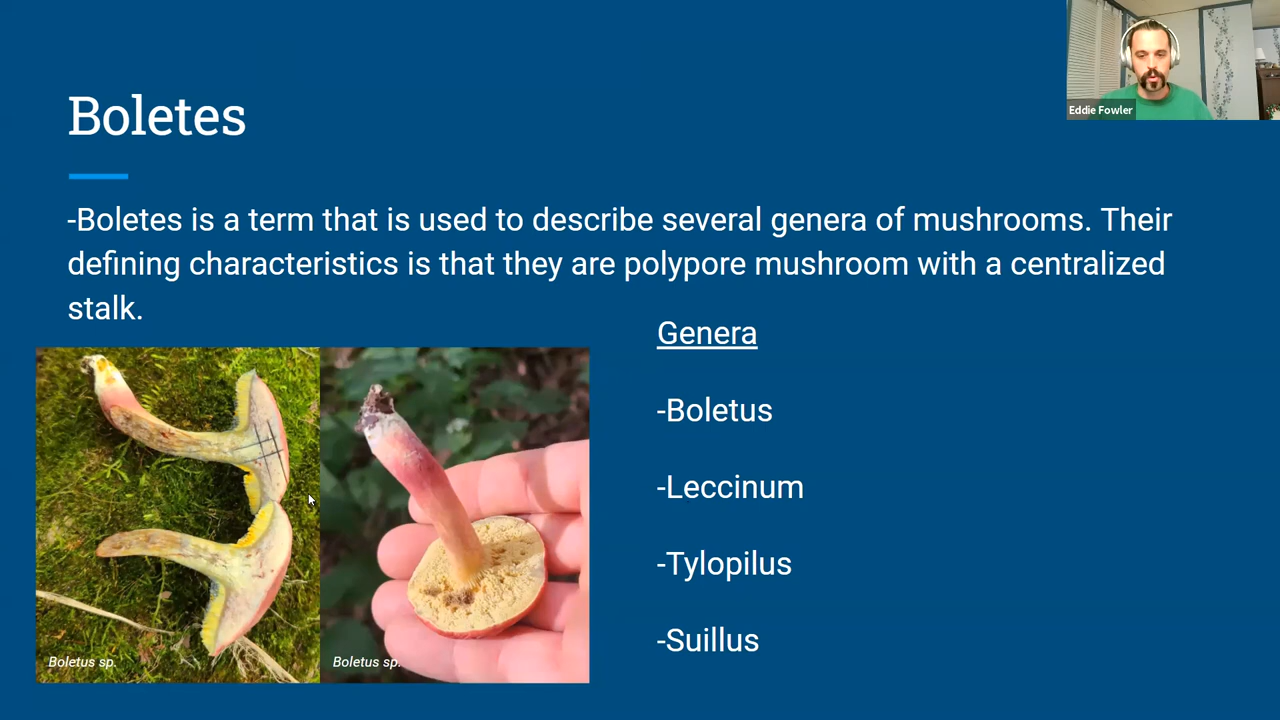 Eddie Fowler
Boletes
-Boletes is a term that is used to describe several genera of mushrooms. Their
defining characteristics is that they are polypore mushroom with a centralized
stalk.
Genera
-Boletus
-Leccinum
-Tylopilus
-Suillus
Boletus sp.
Boletus sp.